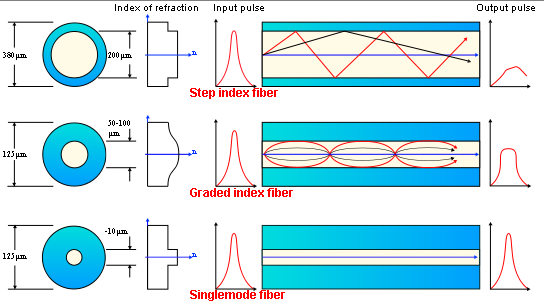 Index of refraction
Input pulse
Output pulse
380 μm
200 μm
n
Step index fiber
125 μm
50-100
μm
n
Graded index fiber
125 μm
-10 μm
n
Singlemode fiber